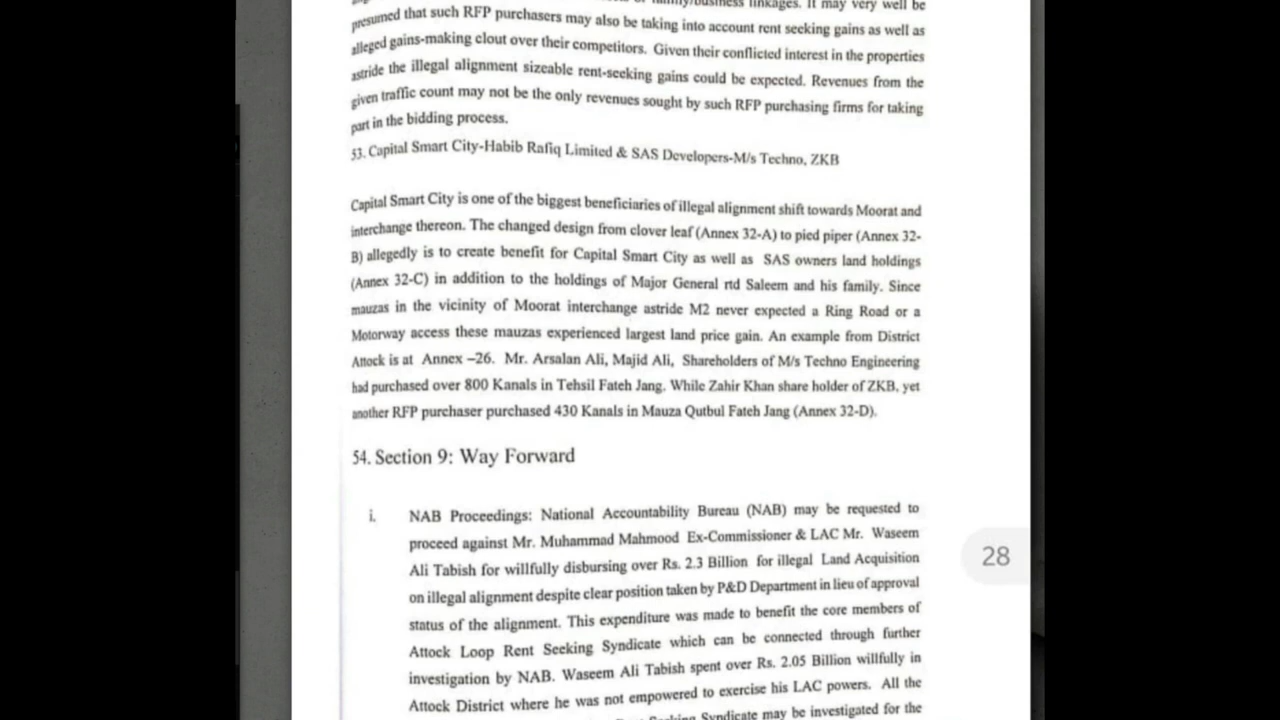 linkages. It may very well be
presumed that such RFP purchasers may also be taking into account rent seeking gains as well as
alleged gains-making clout over their competitors. Given their conflicted interest in the properties
astride the illegal alignment sizeable rent-seeking gains could be expected. Revenues from the
given traffic count may not be the only revenues sought by such RFP purchasing firms for taking
part in the bidding process.
53. Capital Smart City-Habib Rafiq Limited & SAS Developers-M/s Techno, ZKB
Capital Smart City is one of the biggest beneficiaries of illegal alignment shift towards Moorat and
interchange thereon. The changed design from clover leaf (Annex 32-A) to pied piper (Annex 32-
B) allegedly is to create benefit for Capital Smart City as well as SAS owners land holdings
(Annex 32-C) in addition to the holdings of Major General rtd Saleem and his family. Since
mauzas in the vicinity of Moorat interchange astride M2 never expected a Ring Road or a
Motorway access these mauzas experienced largest land price gain. An example from District
Attock is at Annex –26. Mr. Arsalan Ali, Majid Ali, Shareholders of M/s Techno Engineering
had purchased over 800 Kanals in Tehsil Fateh Jang. While Zahir Khan share holder of ZKB, yet
another RFP purchaser purchased 430 Kanals in Mauza Qutbul Fateh Jang (Annex 32-D).
54. Section 9: Way Forward
i. NAB Proceedings: National Accountability Bureau (NAB) may be requested to
proceed against Mr. Muhammad Mahmood Ex-Commissioner & LAC Mr. Waseem
Ali Tabish for willfully disbursing over Rs. 2.3 Billion for illegal Land Acquisition
28
on illegal alignment despite clear position taken by P&D Department in lieu of approval
status of the alignment. This expenditure was made to benefit the core members of
Attock Loop Rent Seeking Syndicate which can be connected through further
investigation by NAB. Waseem Ali Tabish spent over Rs. 2.05 Billion willfully in
Attock District where he was not empowered to exercise his LAC powers. All the
Syndicate may be investigated for the